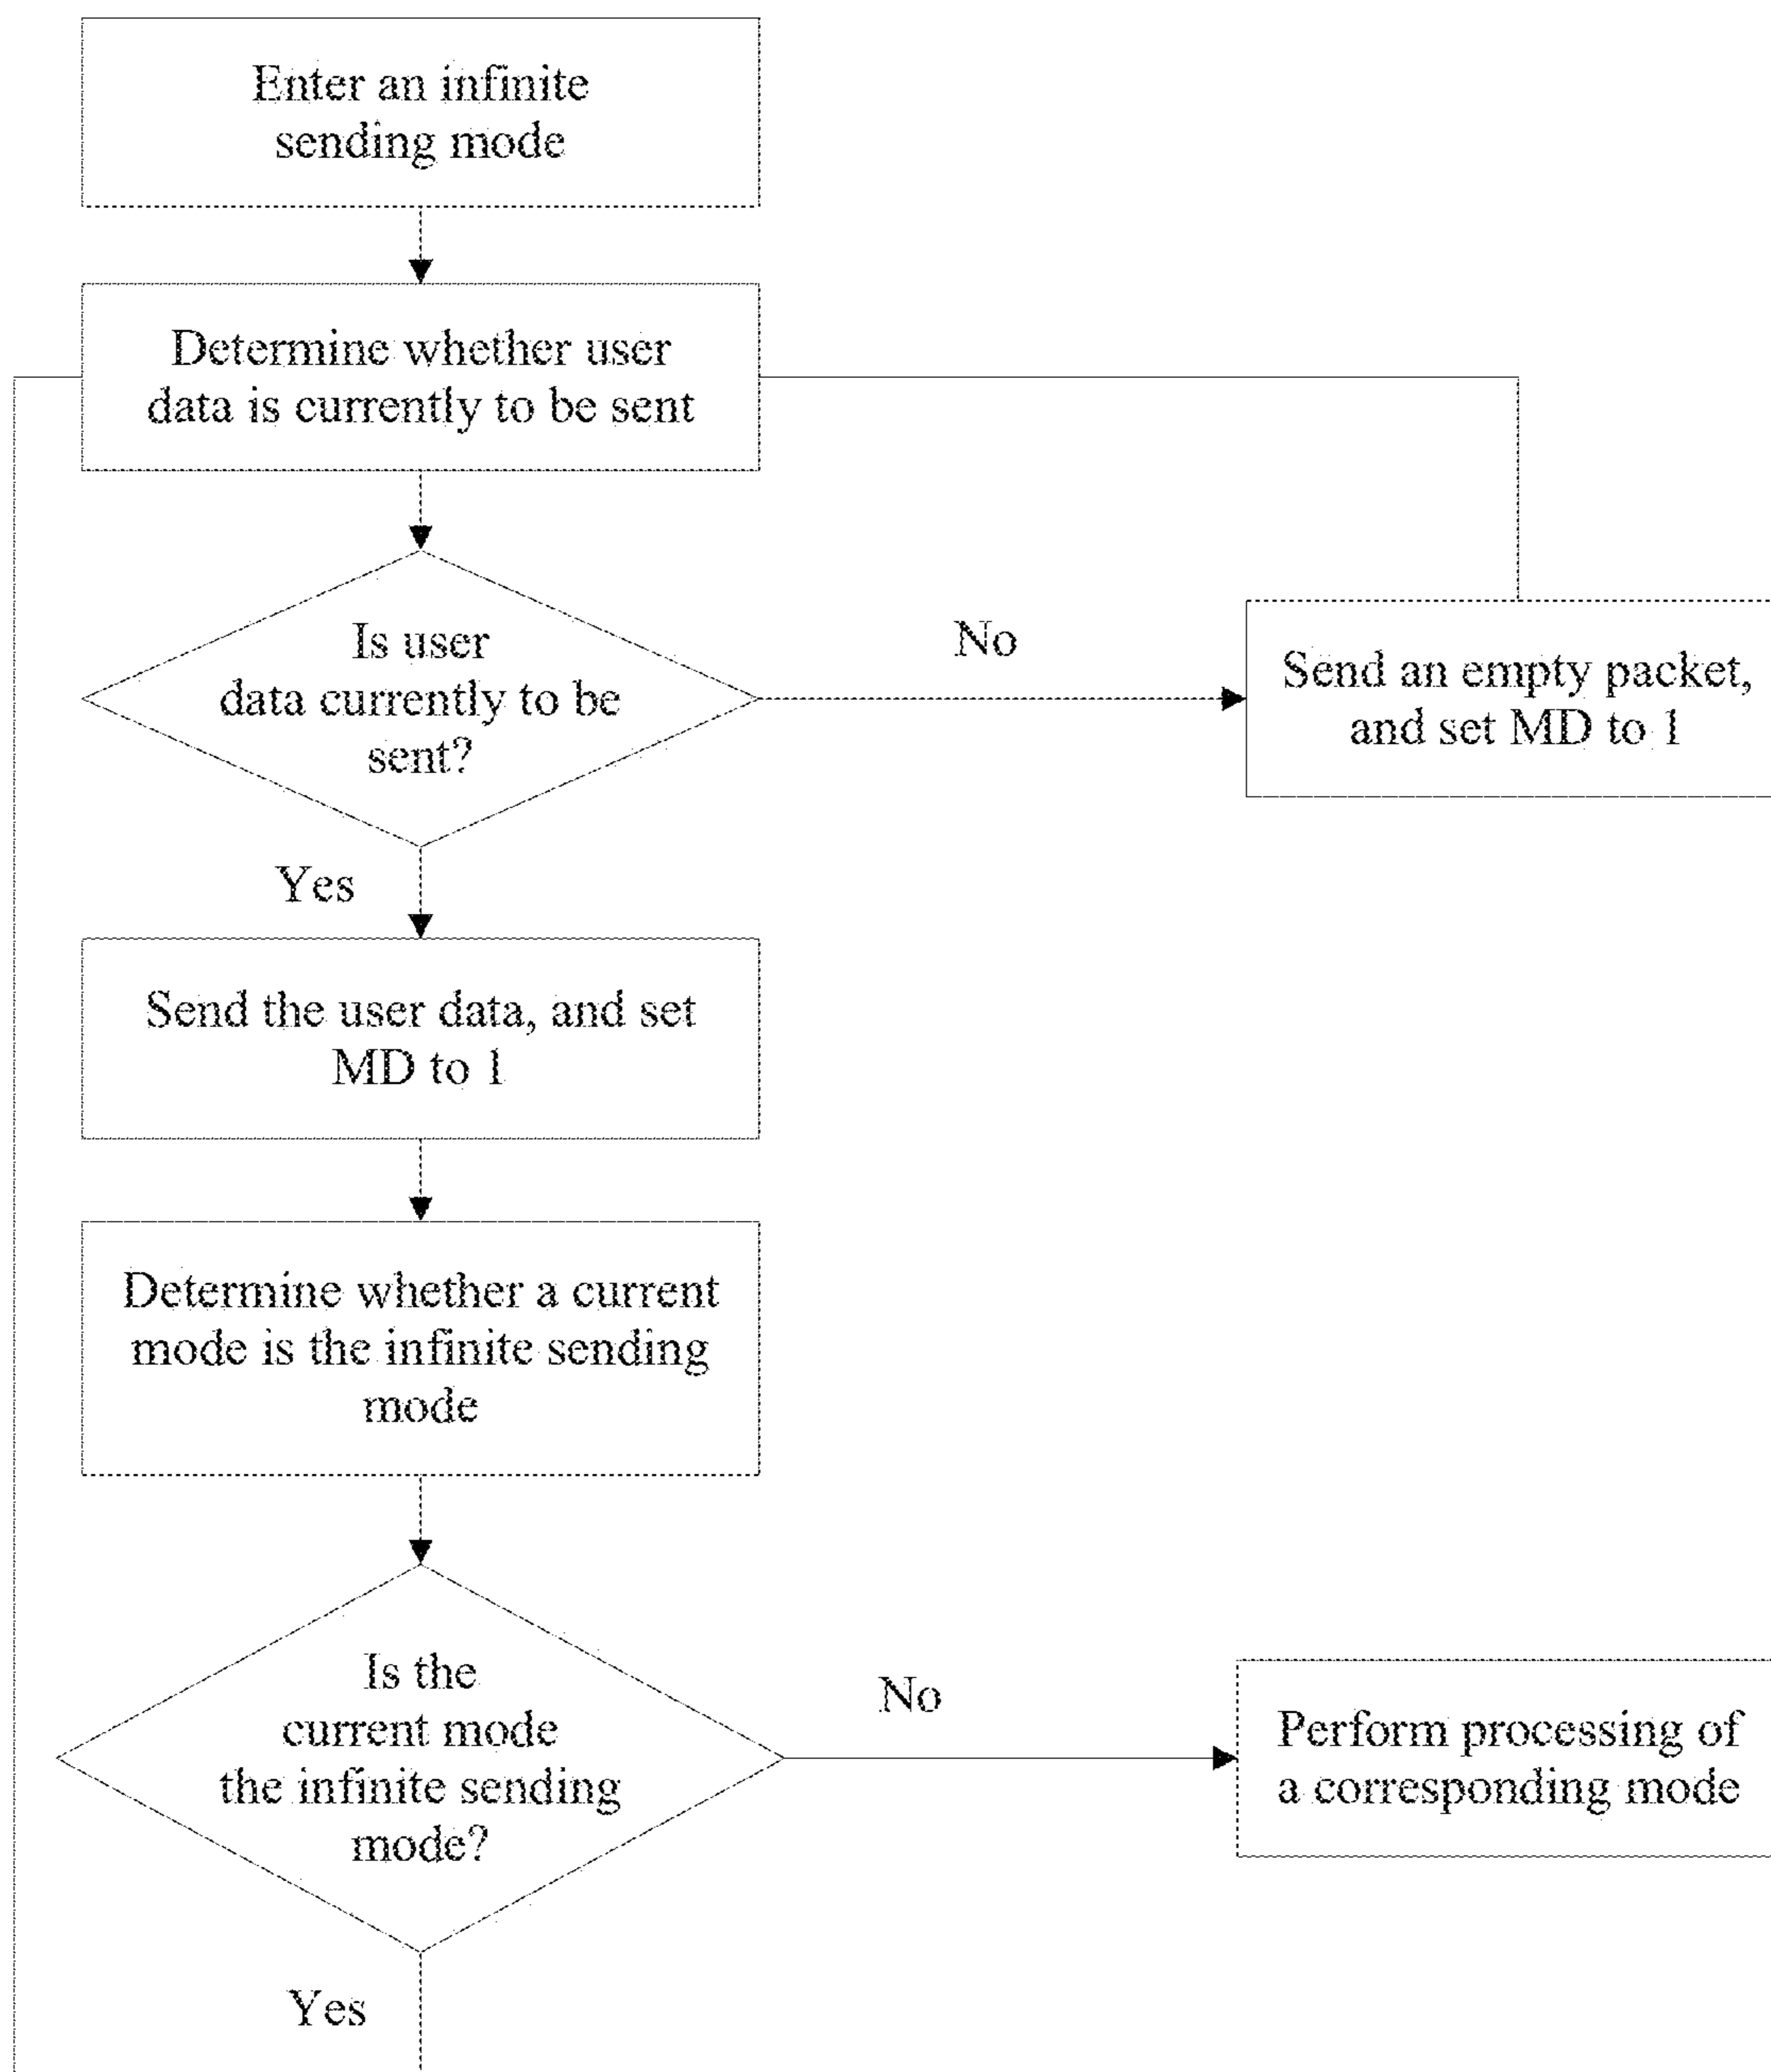 Enter an infinite
sending mode
Determine whether user
data is currently to be sent
Is user
data currently to be
sent?
No
Send an empty packet,
and set MD to 1
Yes
Send the user data, and set
MD to 1
Determine whether a current
mode is the infinite sending
mode
Is the
current mode
the infinite sending
mode?
No
Perform processing of
a corresponding mode
Yes